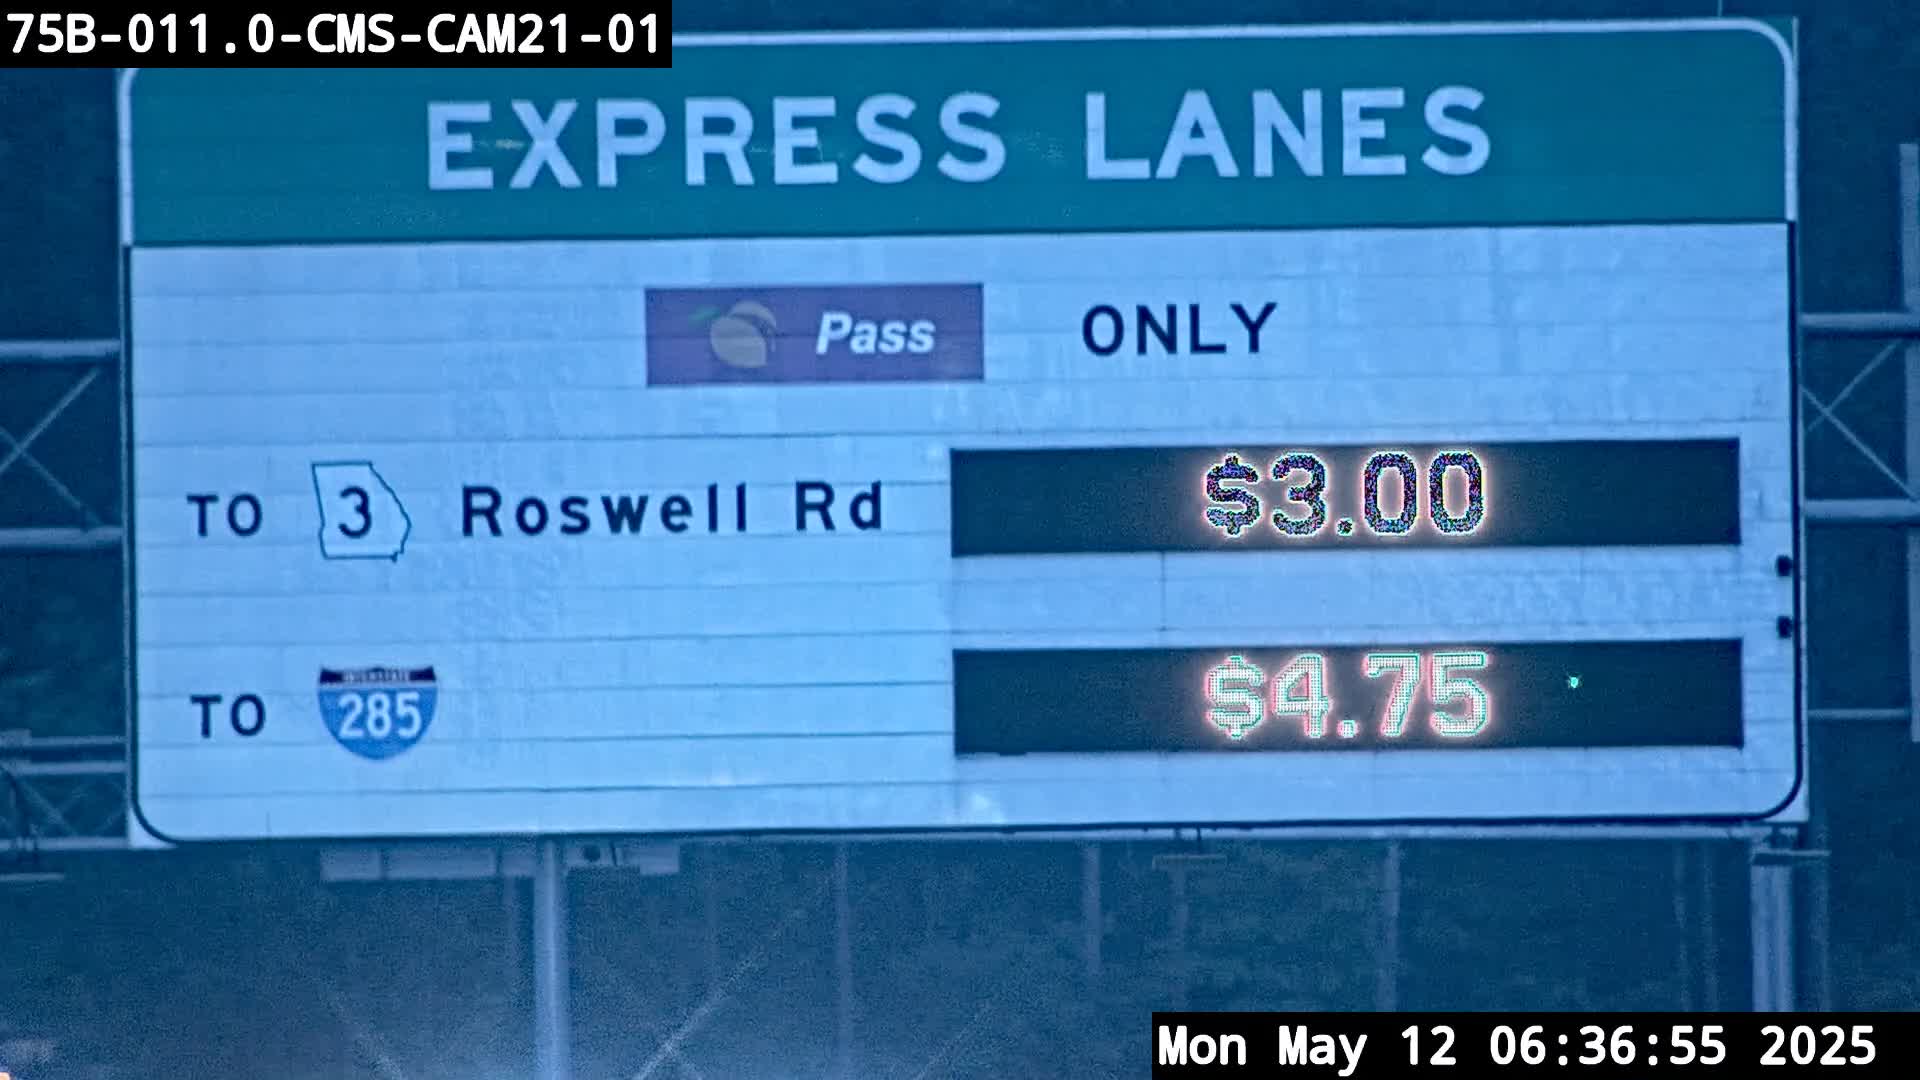 75B-011.0-CMS-CAM21-01
EXPRESS LANES
Pass ONLY
TO 3 Roswell Rd $3.00
INTERSTATE
TO 285 $4.75
Mon May 12 06:36:55 2025